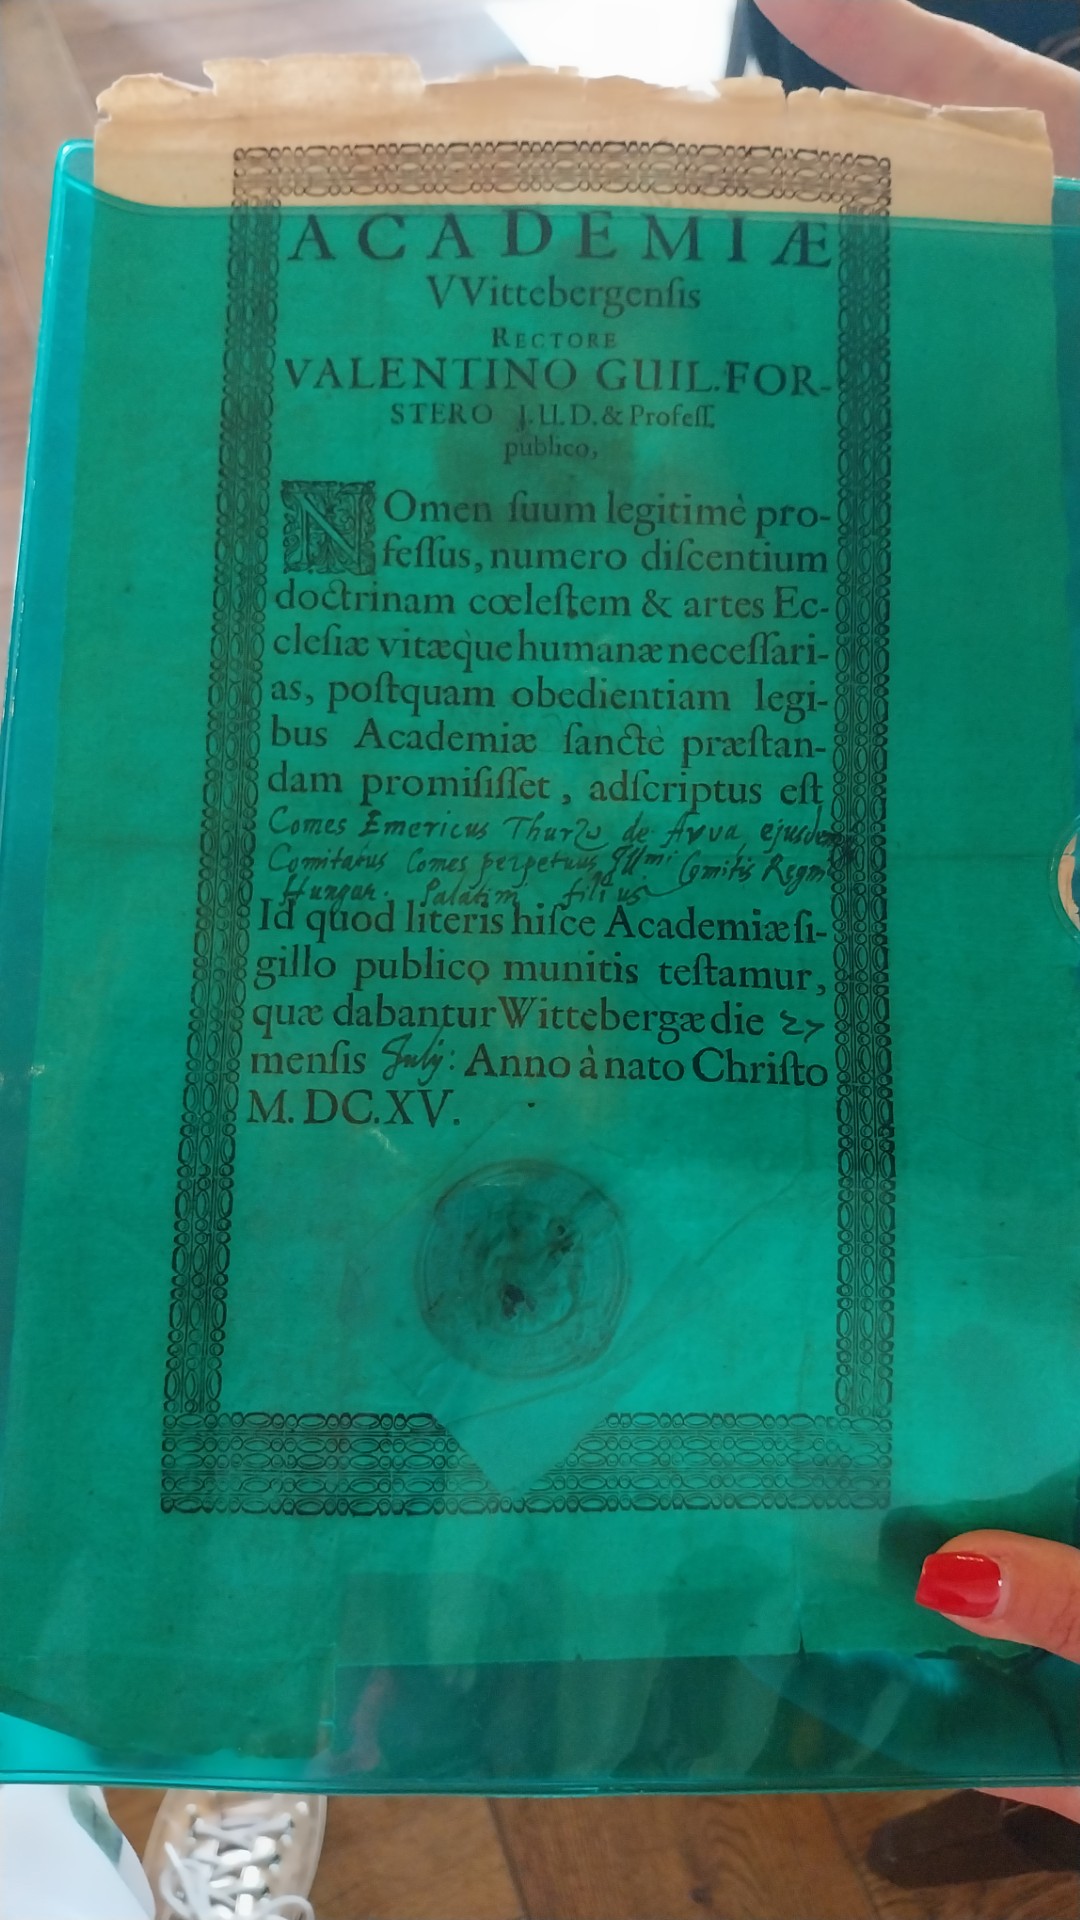 ACADEMIÆ
VVittebergenſis
RECTORE
VALENTINO GUIL. FOR-
STERO J. U. D. & Profeſſ.
publico,
NOmen ſuum legitimè pro-
feſſus, numero diſcentium
doctrinam cœleſtem & artes Ec-
cleſiæ vitæq́ue humanæ neceſſari-
as, poſtquam obedientiam legi-
bus Academiæ ſanctè præſtan-
dam promiſiſſet, adſcriptus eſt
Comes Emericus Thurzo de Arva, ejusdem
Comitatus Comes perpetuus, Illmi Comitis Regni
Hungar: Palatini filius
Id quod literis hiſce Academiæ ſi-
gillo publico munitis teſtamur,
quæ dabantur Wittebergæ die 27
menſis Julij: Anno à nato Chriſto
M. DC. XV.